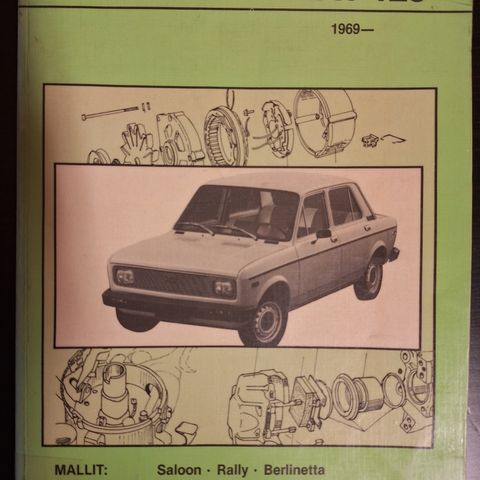 1969—
MALLIT: Saloon · Rally · Berlinetta